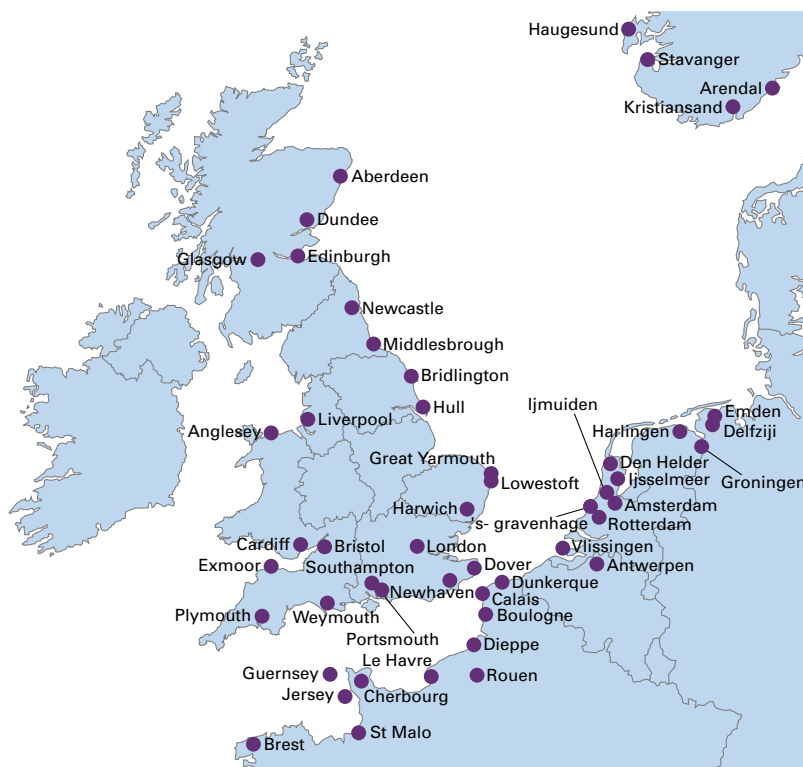 Haugesund
Stavanger
Arendal
Kristiansand
Aberdeen
Dundee
Edinburgh
Glasgow
Newcastle
Middlesbrough
Bridlington
Hull
Ijmuiden
Liverpool
Anglesey
Emden
Delfziji
Harlingen
Great Yarmouth
Den Helder
Groningen
Ijsselmeer
Lowestoft
Amsterdam
Harwich
's- gravenhage
Rotterdam
Cardiff
Bristol
London
Vlissingen
Exmoor
Southampton
Dover
Antwerpen
Newhaven
Dunkerque
Calais
Plymouth
Weymouth
Boulogne
Portsmouth
Dieppe
Le Havre
Guernsey
Rouen
Jersey
Cherbourg
St Malo
Brest